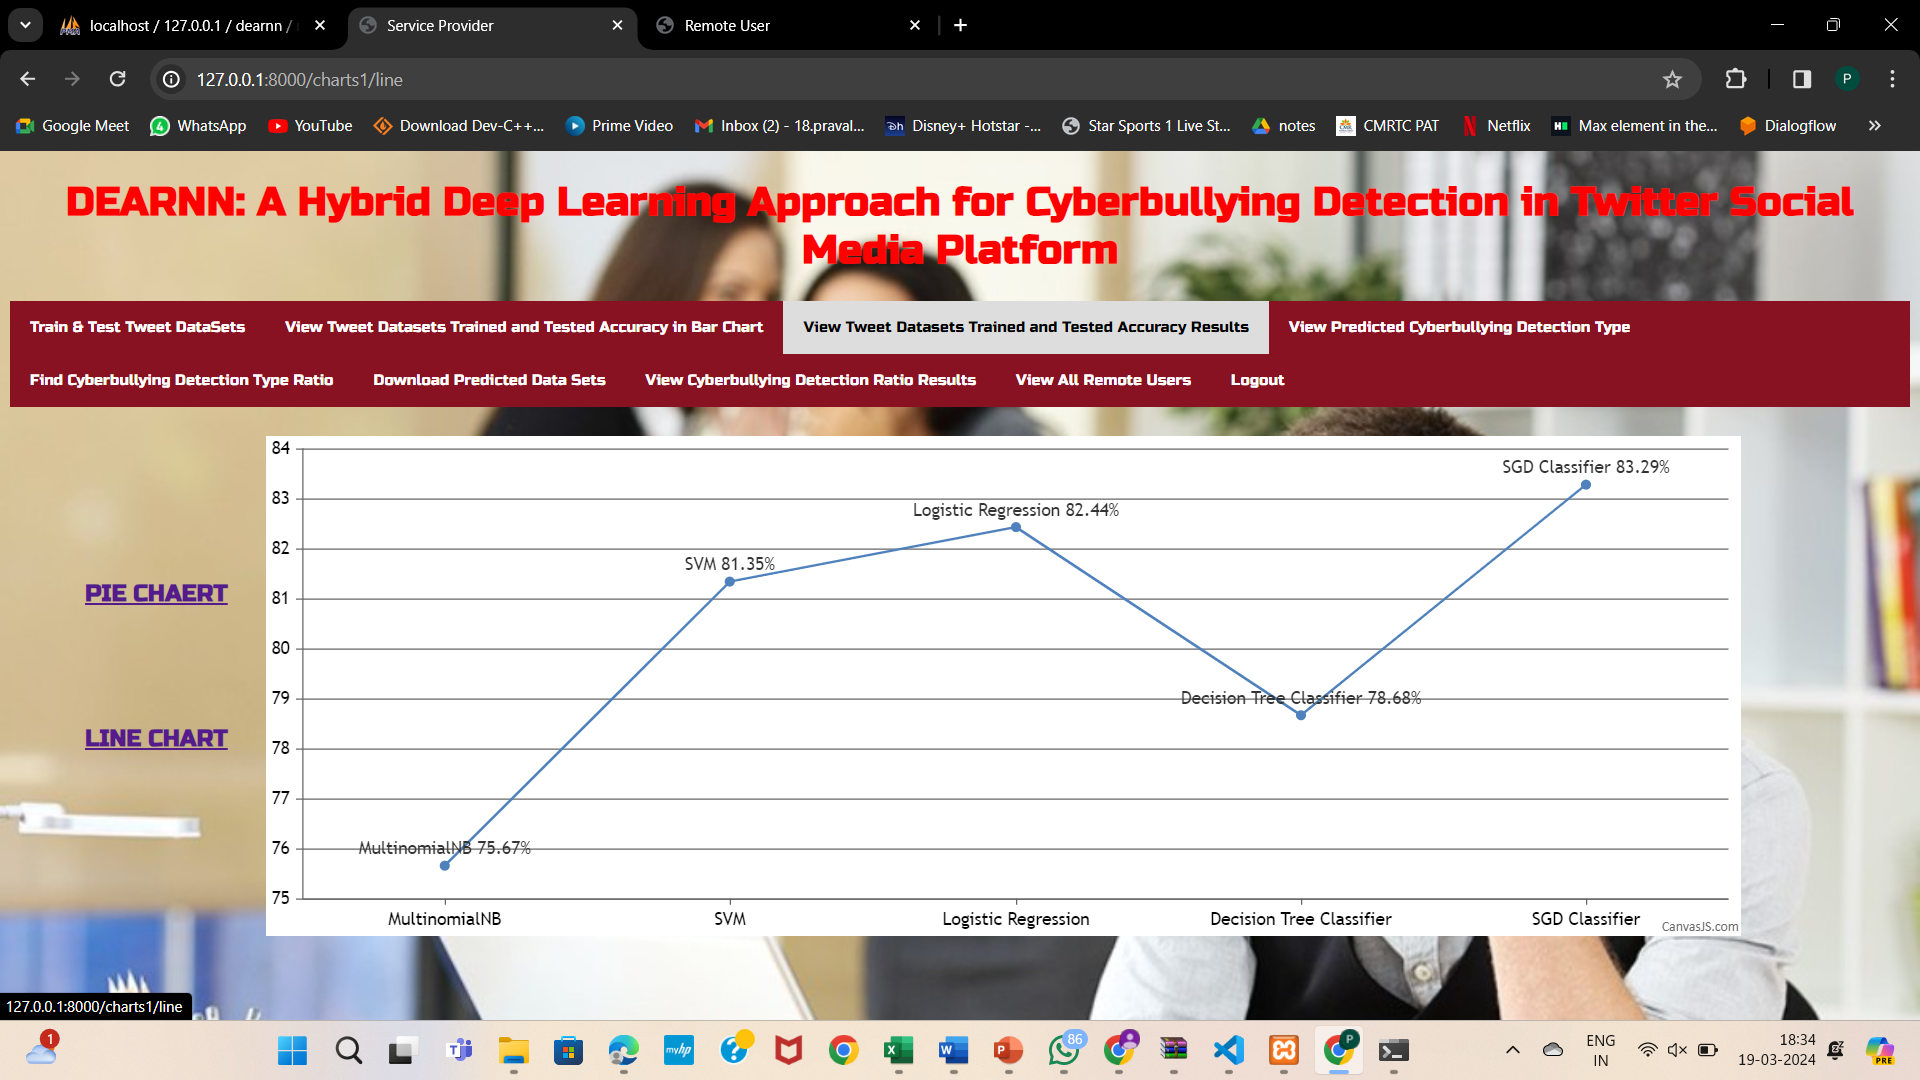 localhost / 127.0.0.1 / dearnn /
Service Provider
Remote User
127.0.0.1:8000/charts1/line
P
Google Meet
4
WhatsApp
YouTube
Download Dev-C++...
Prime Video
Inbox (2) - 18.praval...
Disney+ Hotstar -...
Star Sports 1 Live St...
notes
CMRTC PAT
Netflix
Max element in the...
Dialogflow
»
DEARNN: A Hybrid Deep Learning Approach for Cyberbullying Detection in Twitter Social
Media Platform
Train & Test Tweet DataSets
View Tweet Datasets Trained and Tested Accuracy in Bar Chart
View Tweet Datasets Trained and Tested Accuracy Results
View Predicted Cyberbullying Detection Type
Find Cyberbullying Detection Type Ratio
Download Predicted Data Sets
View Cyberbullying Detection Ratio Results
View All Remote Users
Logout
PIE CHAERT
LINE CHART
84
83
82
81
80
79
78
77
76
75
MultinomialNB 75.67%
SVM 81.35%
Logistic Regression 82.44%
Decision Tree Classifier 78.68%
SGD Classifier 83.29%
MultinomialNB
SVM
Logistic Regression
Decision Tree Classifier
SGD Classifier
CanvasJS.com
127.0.0.1:8000/charts1/line
1
myhp
86
P
ENG
IN
18:34
19-03-2024
PRE